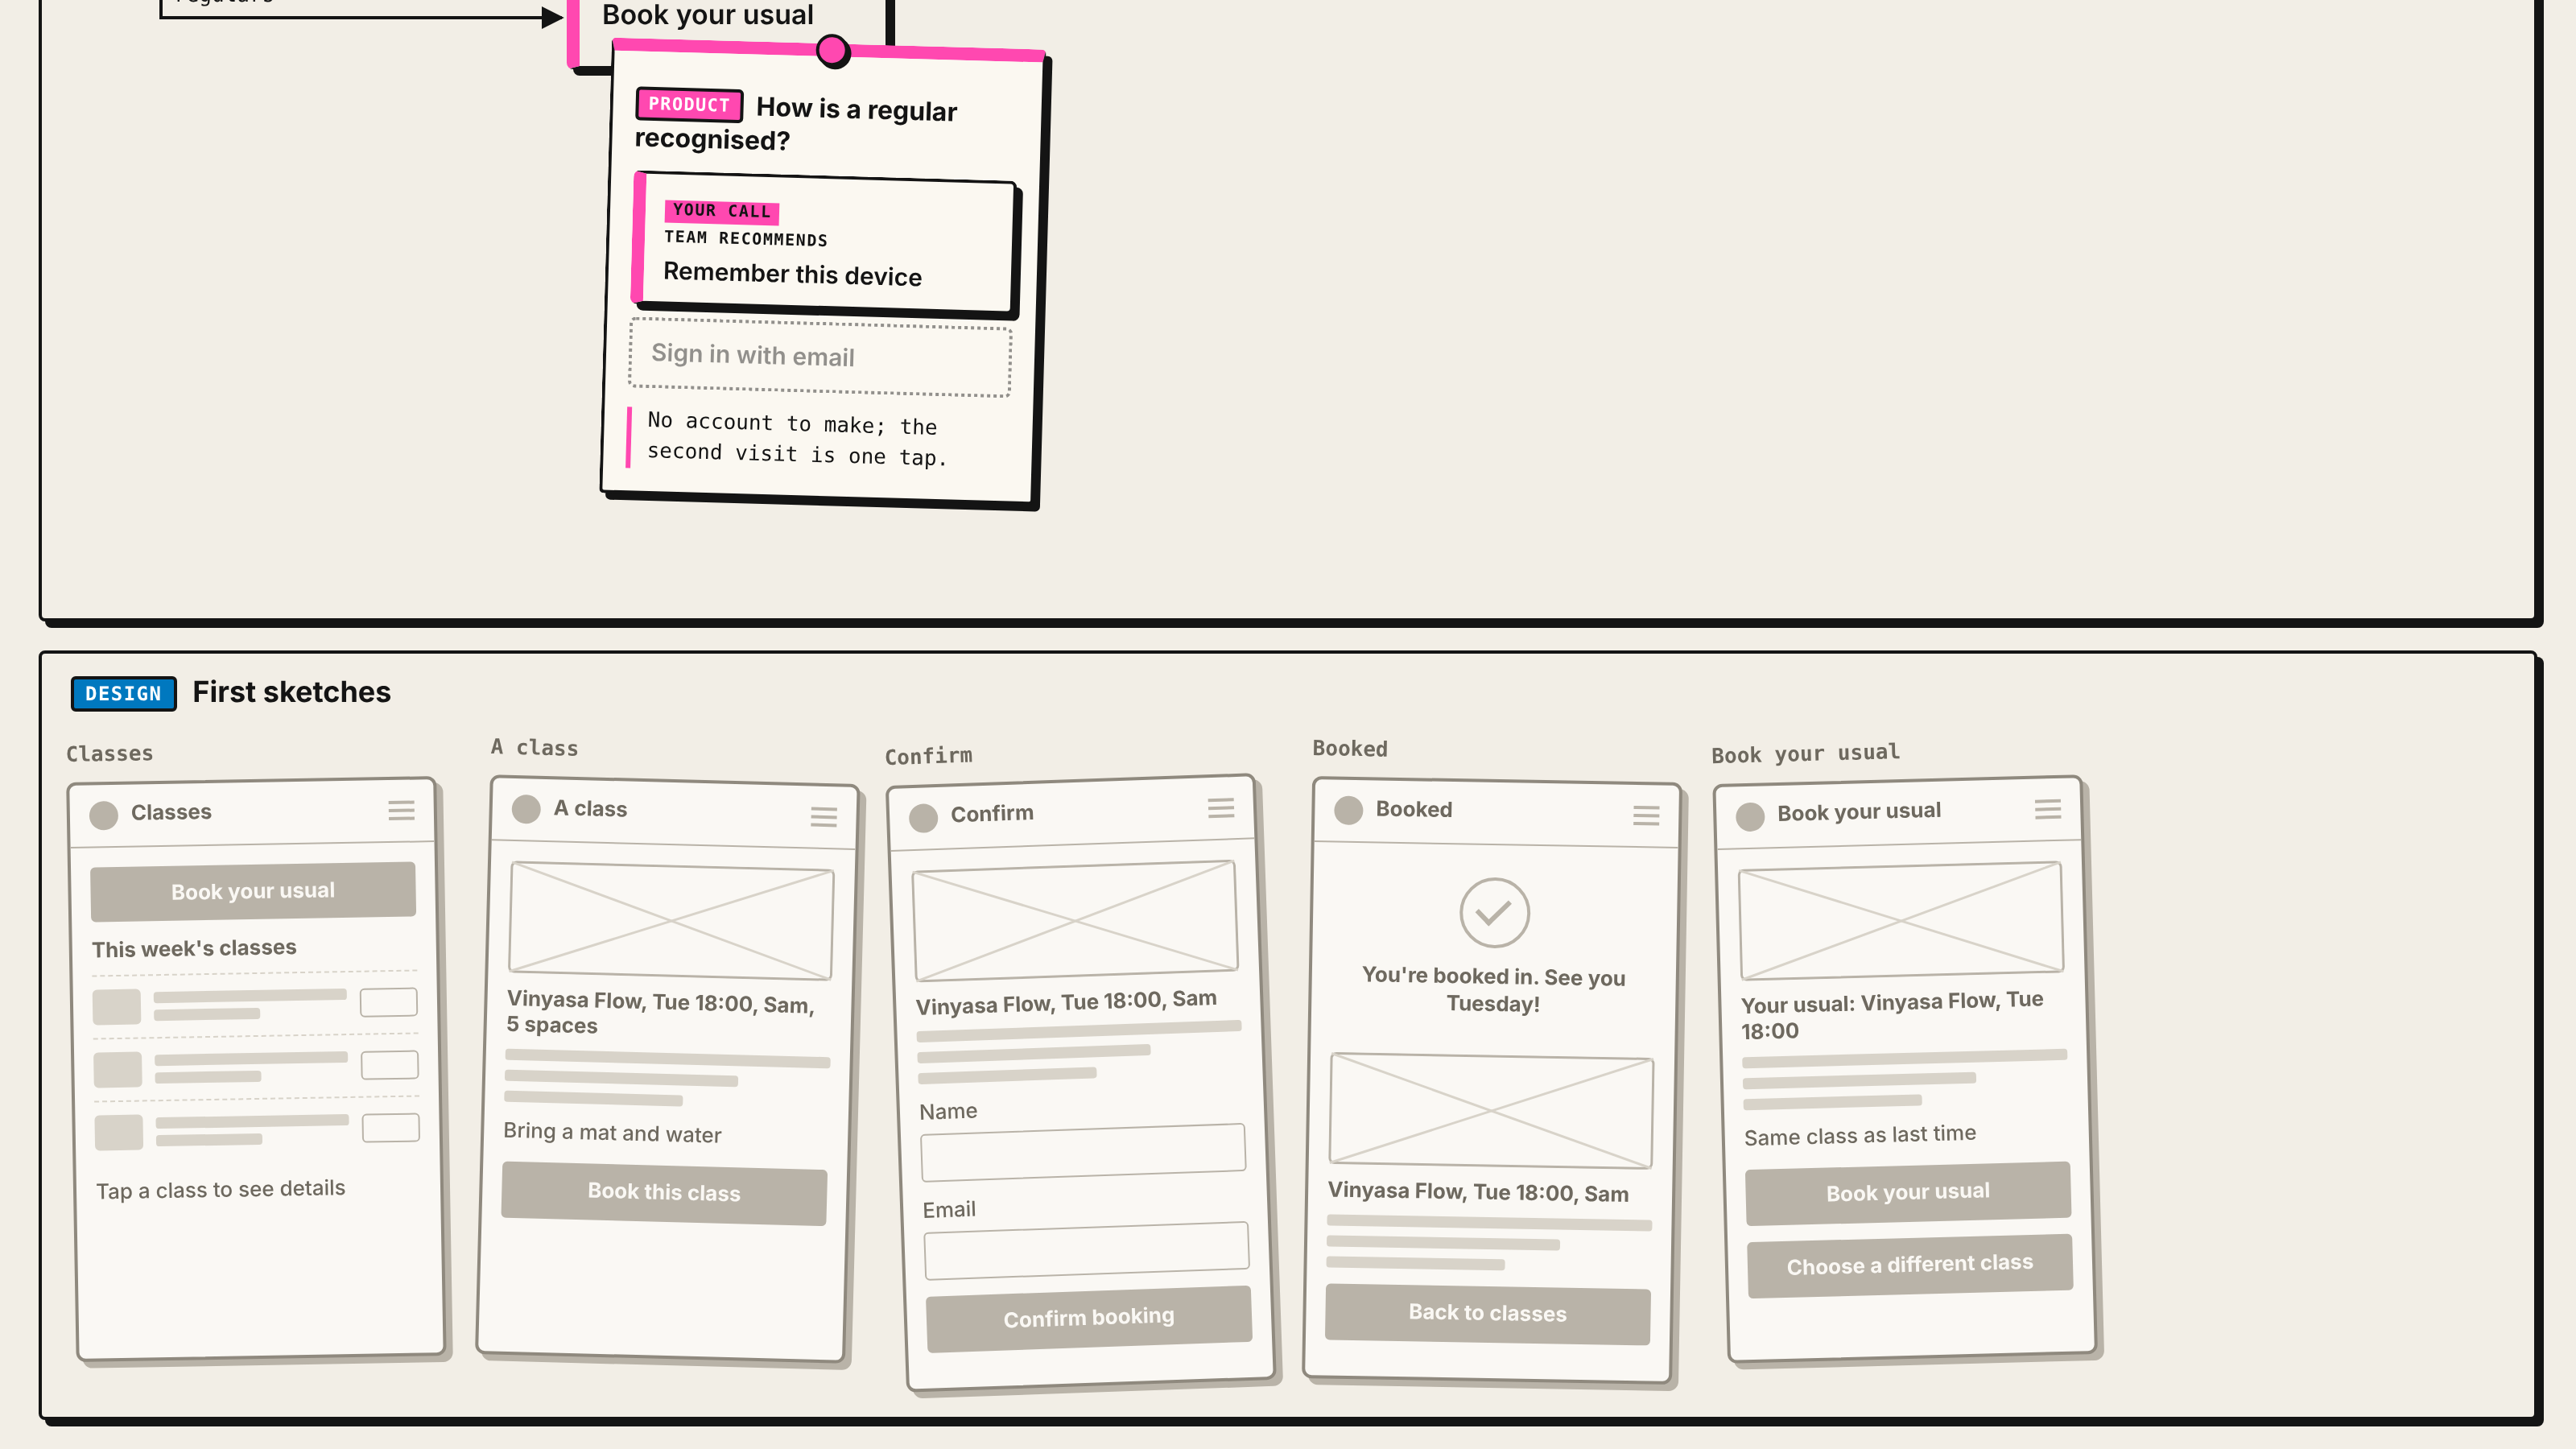 regulars
Book your usual
PRODUCT How is a regular
recognised?
YOUR CALL
TEAM RECOMMENDS
Remember this device
Sign in with email
No account to make; the
second visit is one tap.
DESIGN First sketches
Classes
Classes
Book your usual
This week's classes
Tap a class to see details
A class
A class
Vinyasa Flow, Tue 18:00, Sam,
5 spaces
Bring a mat and water
Book this class
Confirm
Confirm
Vinyasa Flow, Tue 18:00, Sam
Name
Email
Confirm booking
Booked
Booked
You're booked in. See you
Tuesday!
Vinyasa Flow, Tue 18:00, Sam
Back to classes
Book your usual
Book your usual
Your usual: Vinyasa Flow, Tue
18:00
Same class as last time
Book your usual
Choose a different class